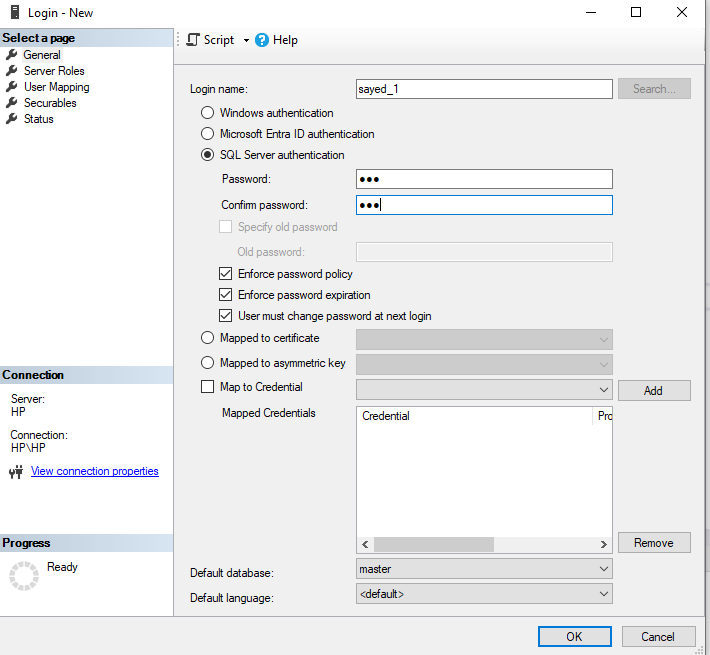 Login - New
Select a page
General
Server Roles
User Mapping
Securables
Status
Script
Help
Login name:
sayed_1
Search...
Windows authentication
Microsoft Entra ID authentication
SQL Server authentication
Password:
●●●
Confirm password:
●●●
Specify old password
Old password:
Enforce password policy
Enforce password expiration
User must change password at next login
Mapped to certificate
Mapped to asymmetric key
Map to Credential
Add
Mapped Credentials
Credential
Pro
Remove
Default database:
master
Default language:
<default>
Connection
Server:
HP
Connection:
HP\HP
View connection properties
Progress
Ready
OK
Cancel